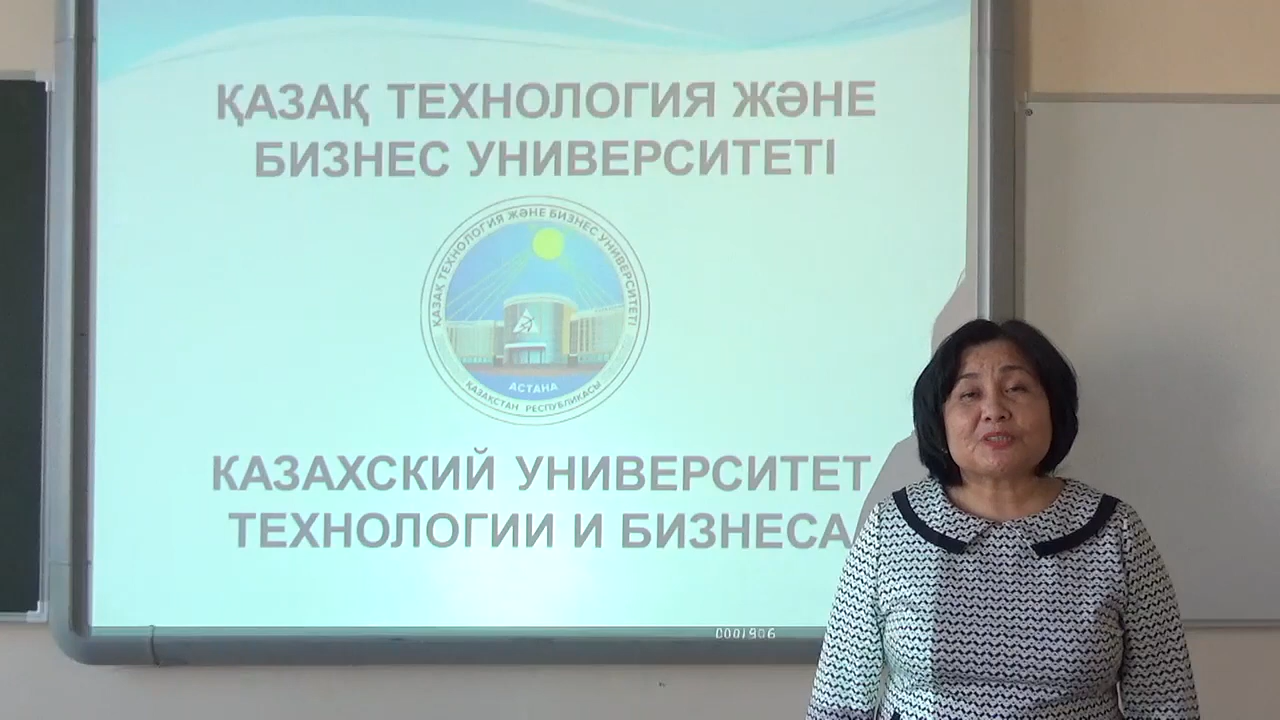 ҚАЗАҚ ТЕХНОЛОГИЯ ЖӘНЕ
БИЗНЕС УНИВЕРСИТЕТІ
ҚАЗАҚ ТЕХНОЛОГИЯ ЖӘНЕ БИЗНЕС УНИВЕРСИТЕТІ
АСТАНА
ҚАЗАҚСТАН РЕСПУБЛИКАСЫ
КАЗАХСКИЙ УНИВЕРСИТЕТ
ТЕХНОЛОГИИ И БИЗНЕСА
0001906